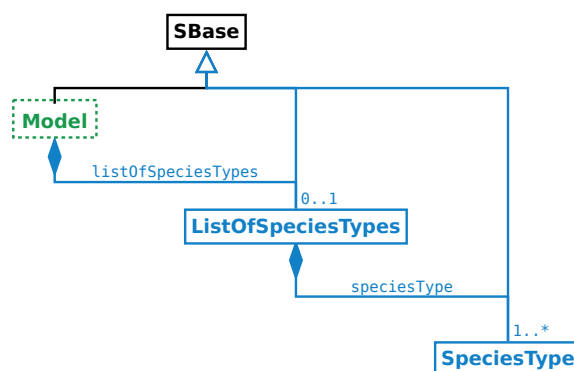 SBase
Model
listOfSpeciesTypes
0..1
ListOfSpeciesTypes
speciesType
1..*
SpeciesType